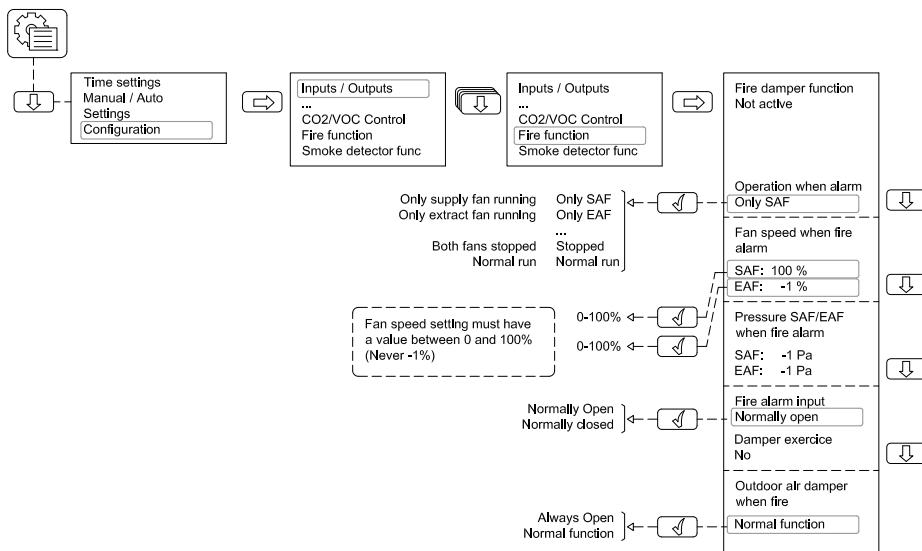 Time settings
Manual / Auto
Settings
Configuration
Inputs / Outputs
...
CO2/VOC Control
Fire function
Smoke detector func
Inputs / Outputs
...
CO2/VOC Control
Fire function
Smoke detector func
Fire damper function
Not active
Operation when alarm
Only SAF
Only supply fan running Only SAF
Only extract fan running Only EAF
...
Both fans stopped Stopped
Normal run Normal run
Fan speed when fire
alarm
SAF: 100 %
EAF: -1 %
0-100%
0-100%
Fan speed setting must have
a value between 0 and 100%
(Never -1%)
Pressure SAF/EAF
when fire alarm
SAF: -1 Pa
EAF: -1 Pa
Fire alarm input
Normally open
Normally Open
Normally closed
Damper exercice
No
Outdoor air damper
when fire
Normal function
Always Open
Normal function